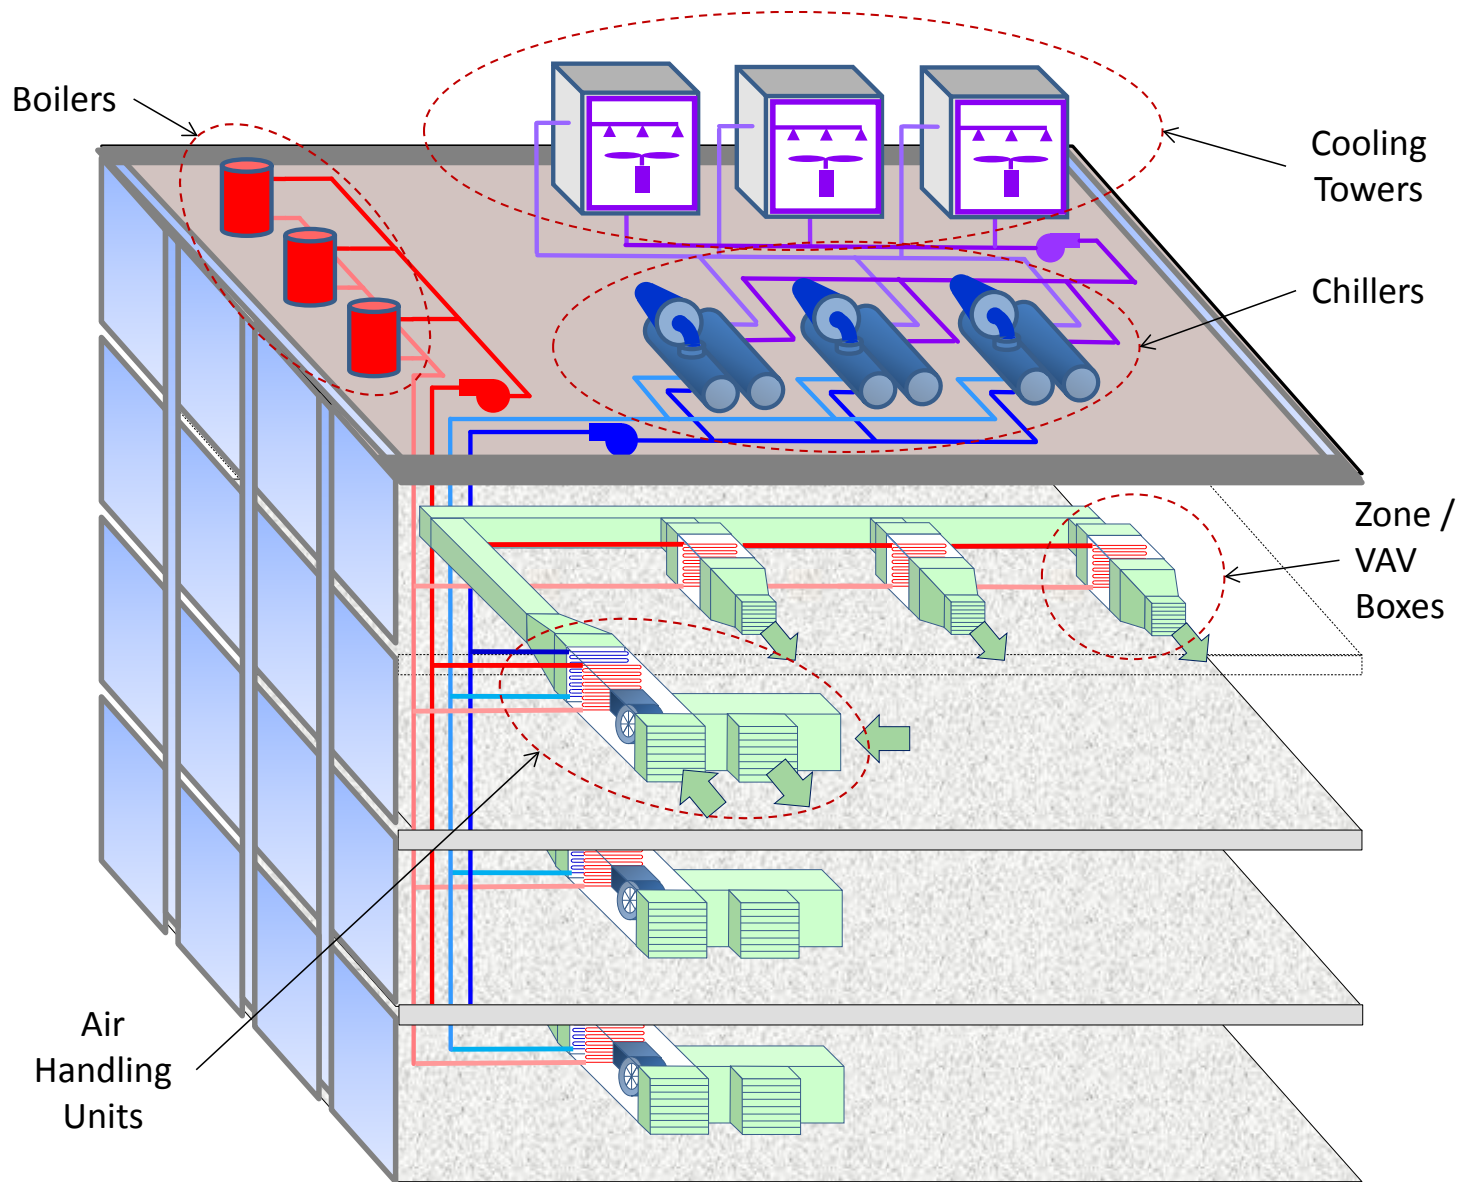 Boilers
Cooling
Towers
Chillers
Zone /
VAV
Boxes
Air
Handling
Units